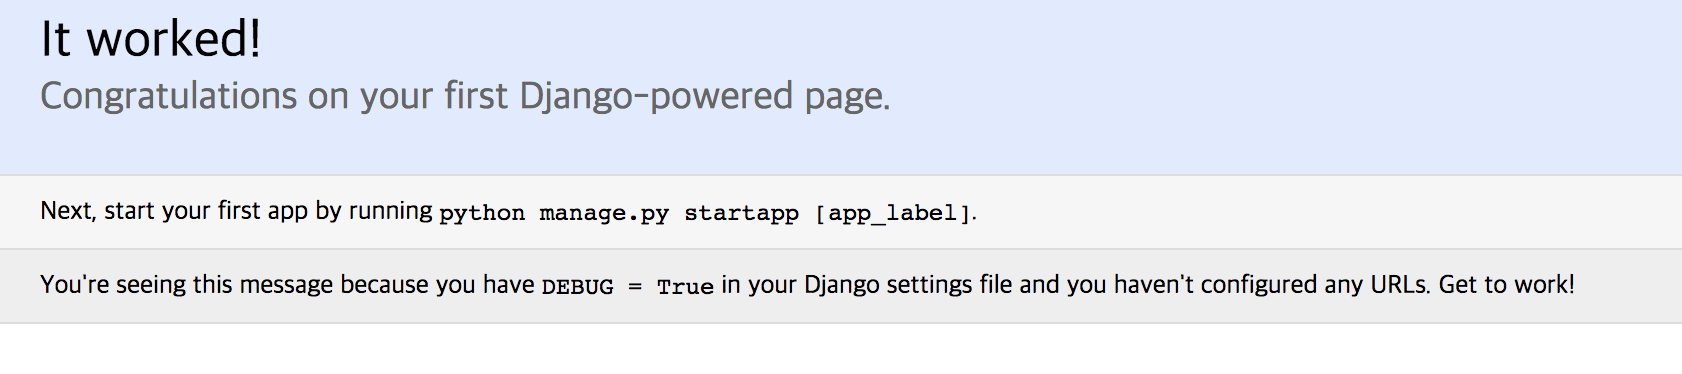 It worked!
Congratulations on your first Django-powered page.
Next, start your first app by running python manage.py startapp [app_label].
You're seeing this message because you have DEBUG = True in your Django settings file and you haven't configured any URLs. Get to work!